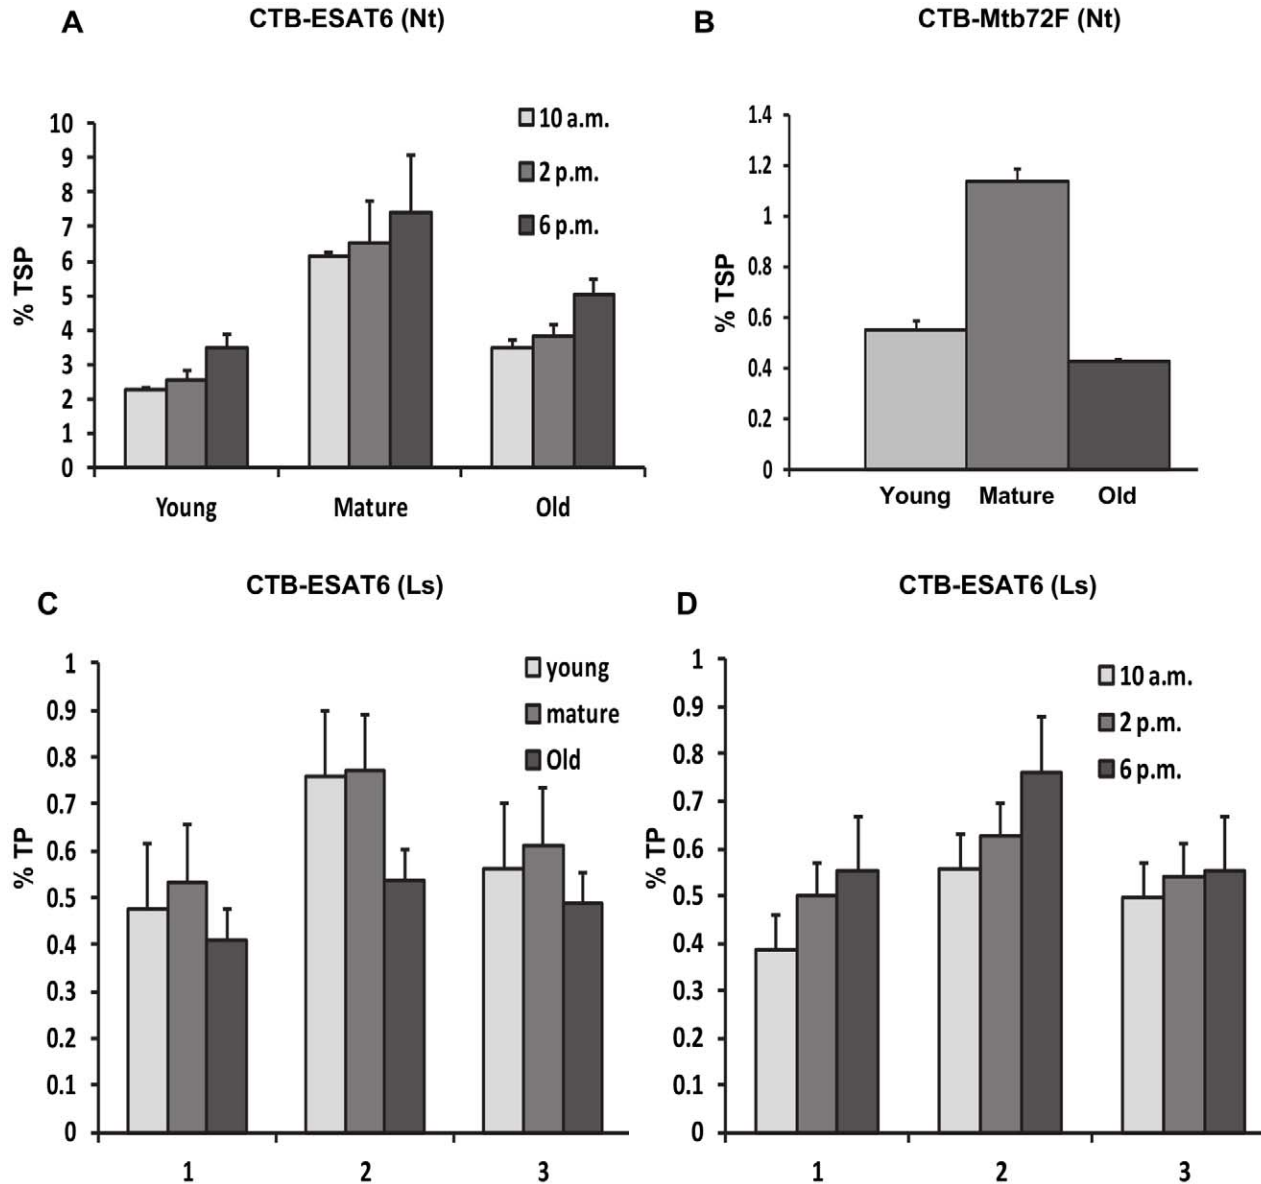 A
CTB-ESAT6 (Nt)
% TSP
10
9
8
7
6
5
4
3
2
1
0
10 a.m.
2 p.m.
6 p.m.
Young Mature Old
B
CTB-Mtb72F (Nt)
% TSP
1.4
1.2
1
0.8
0.6
0.4
0.2
0
Young Mature Old
C
CTB-ESAT6 (Ls)
% TP
1
0.9
0.8
0.7
0.6
0.5
0.4
0.3
0.2
0.1
0
young
mature
Old
1 2 3
D
CTB-ESAT6 (Ls)
% TP
1
0.9
0.8
0.7
0.6
0.5
0.4
0.3
0.2
0.1
0
10 a.m.
2 p.m.
6 p.m.
1 2 3